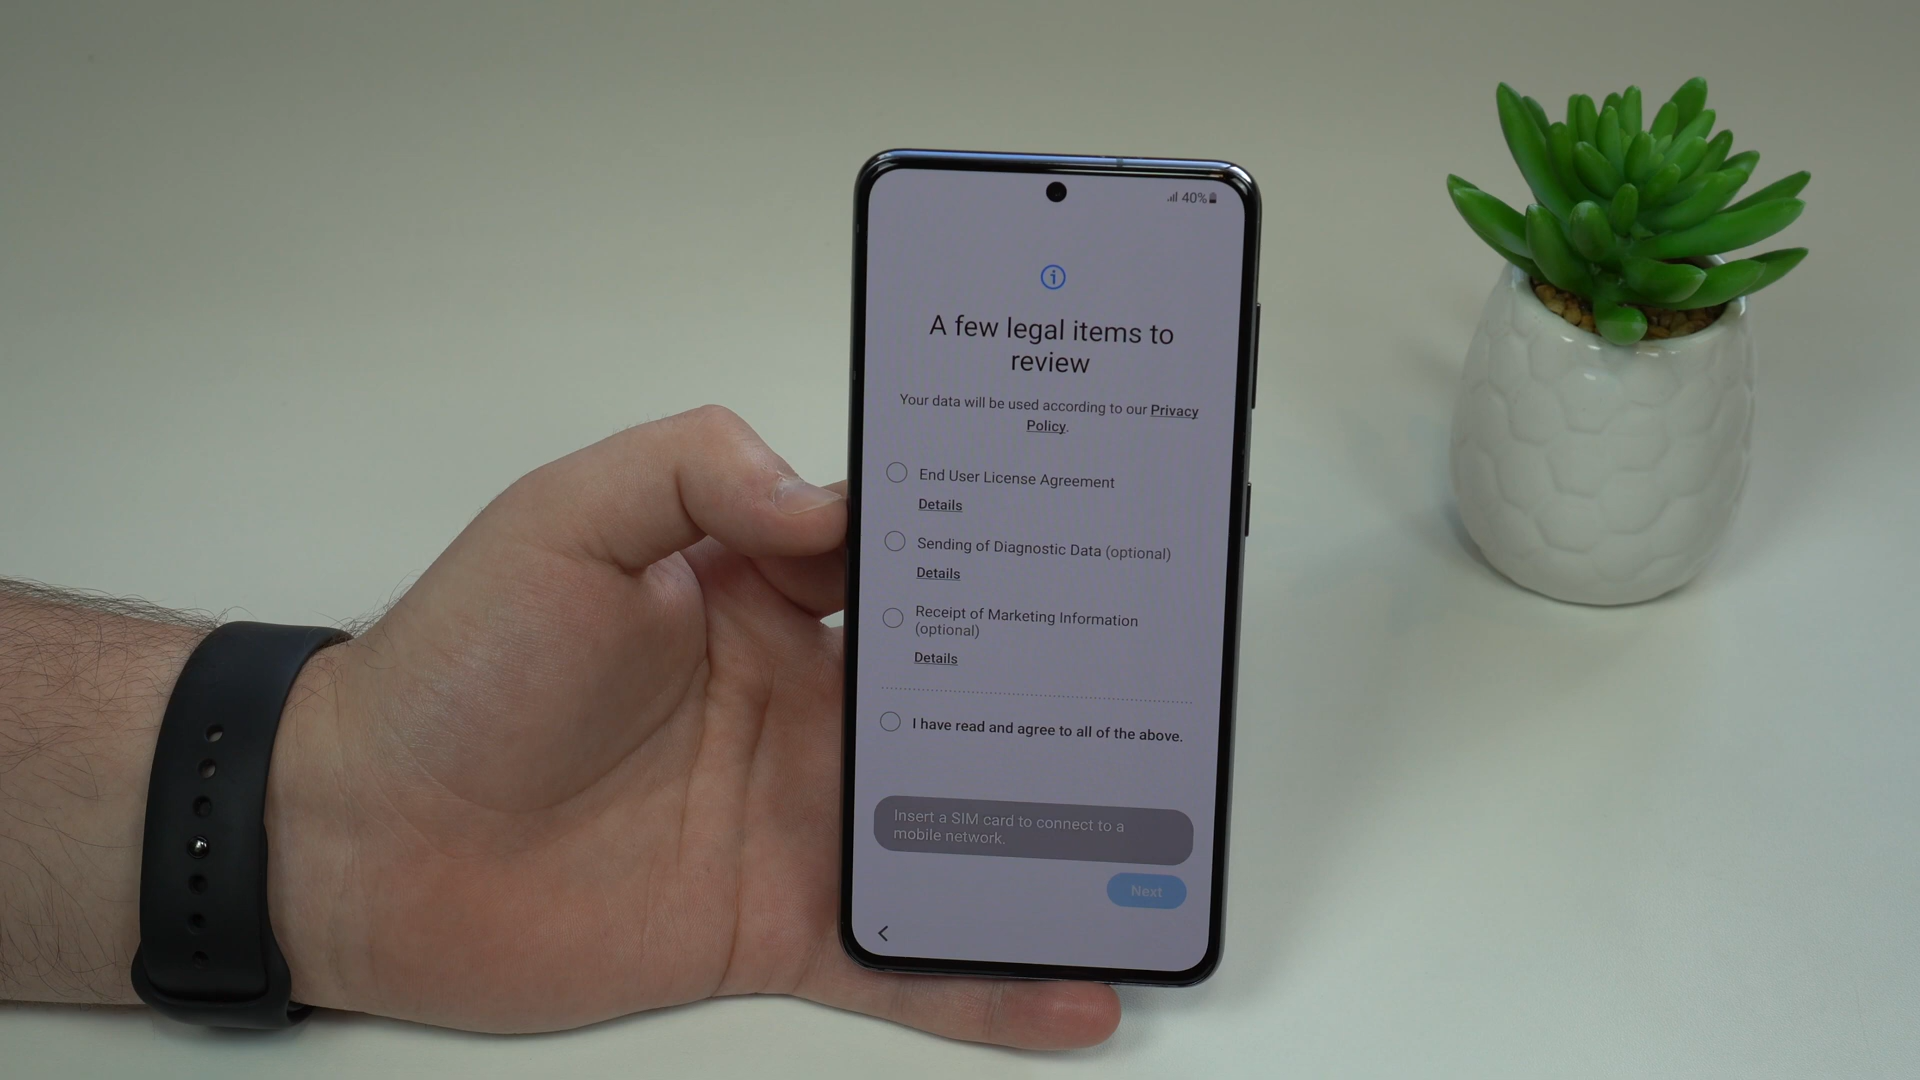 40%
A few legal items to
review
Your data will be used according to our Privacy
Policy.
End User License Agreement
Details
Sending of Diagnostic Data (optional)
Details
Receipt of Marketing Information
(optional)
Details
I have read and agree to all of the above.
Insert a SIM card to connect to a
mobile network.
Next